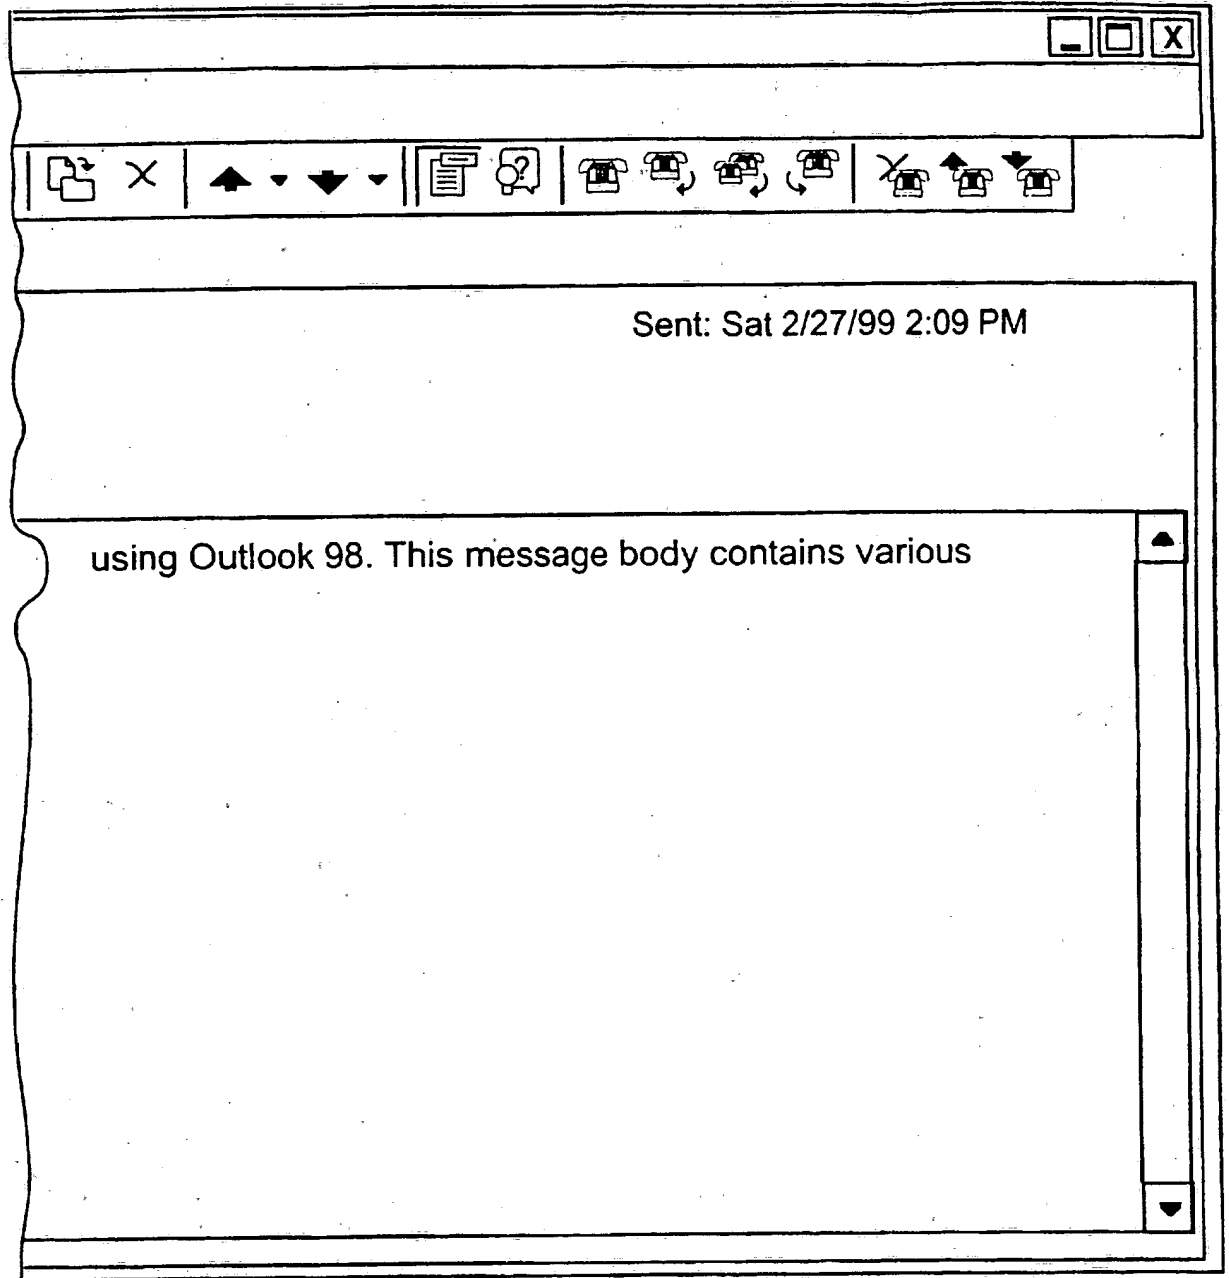 X
Sent: Sat 2/27/99 2:09 PM
using Outlook 98. This message body contains various